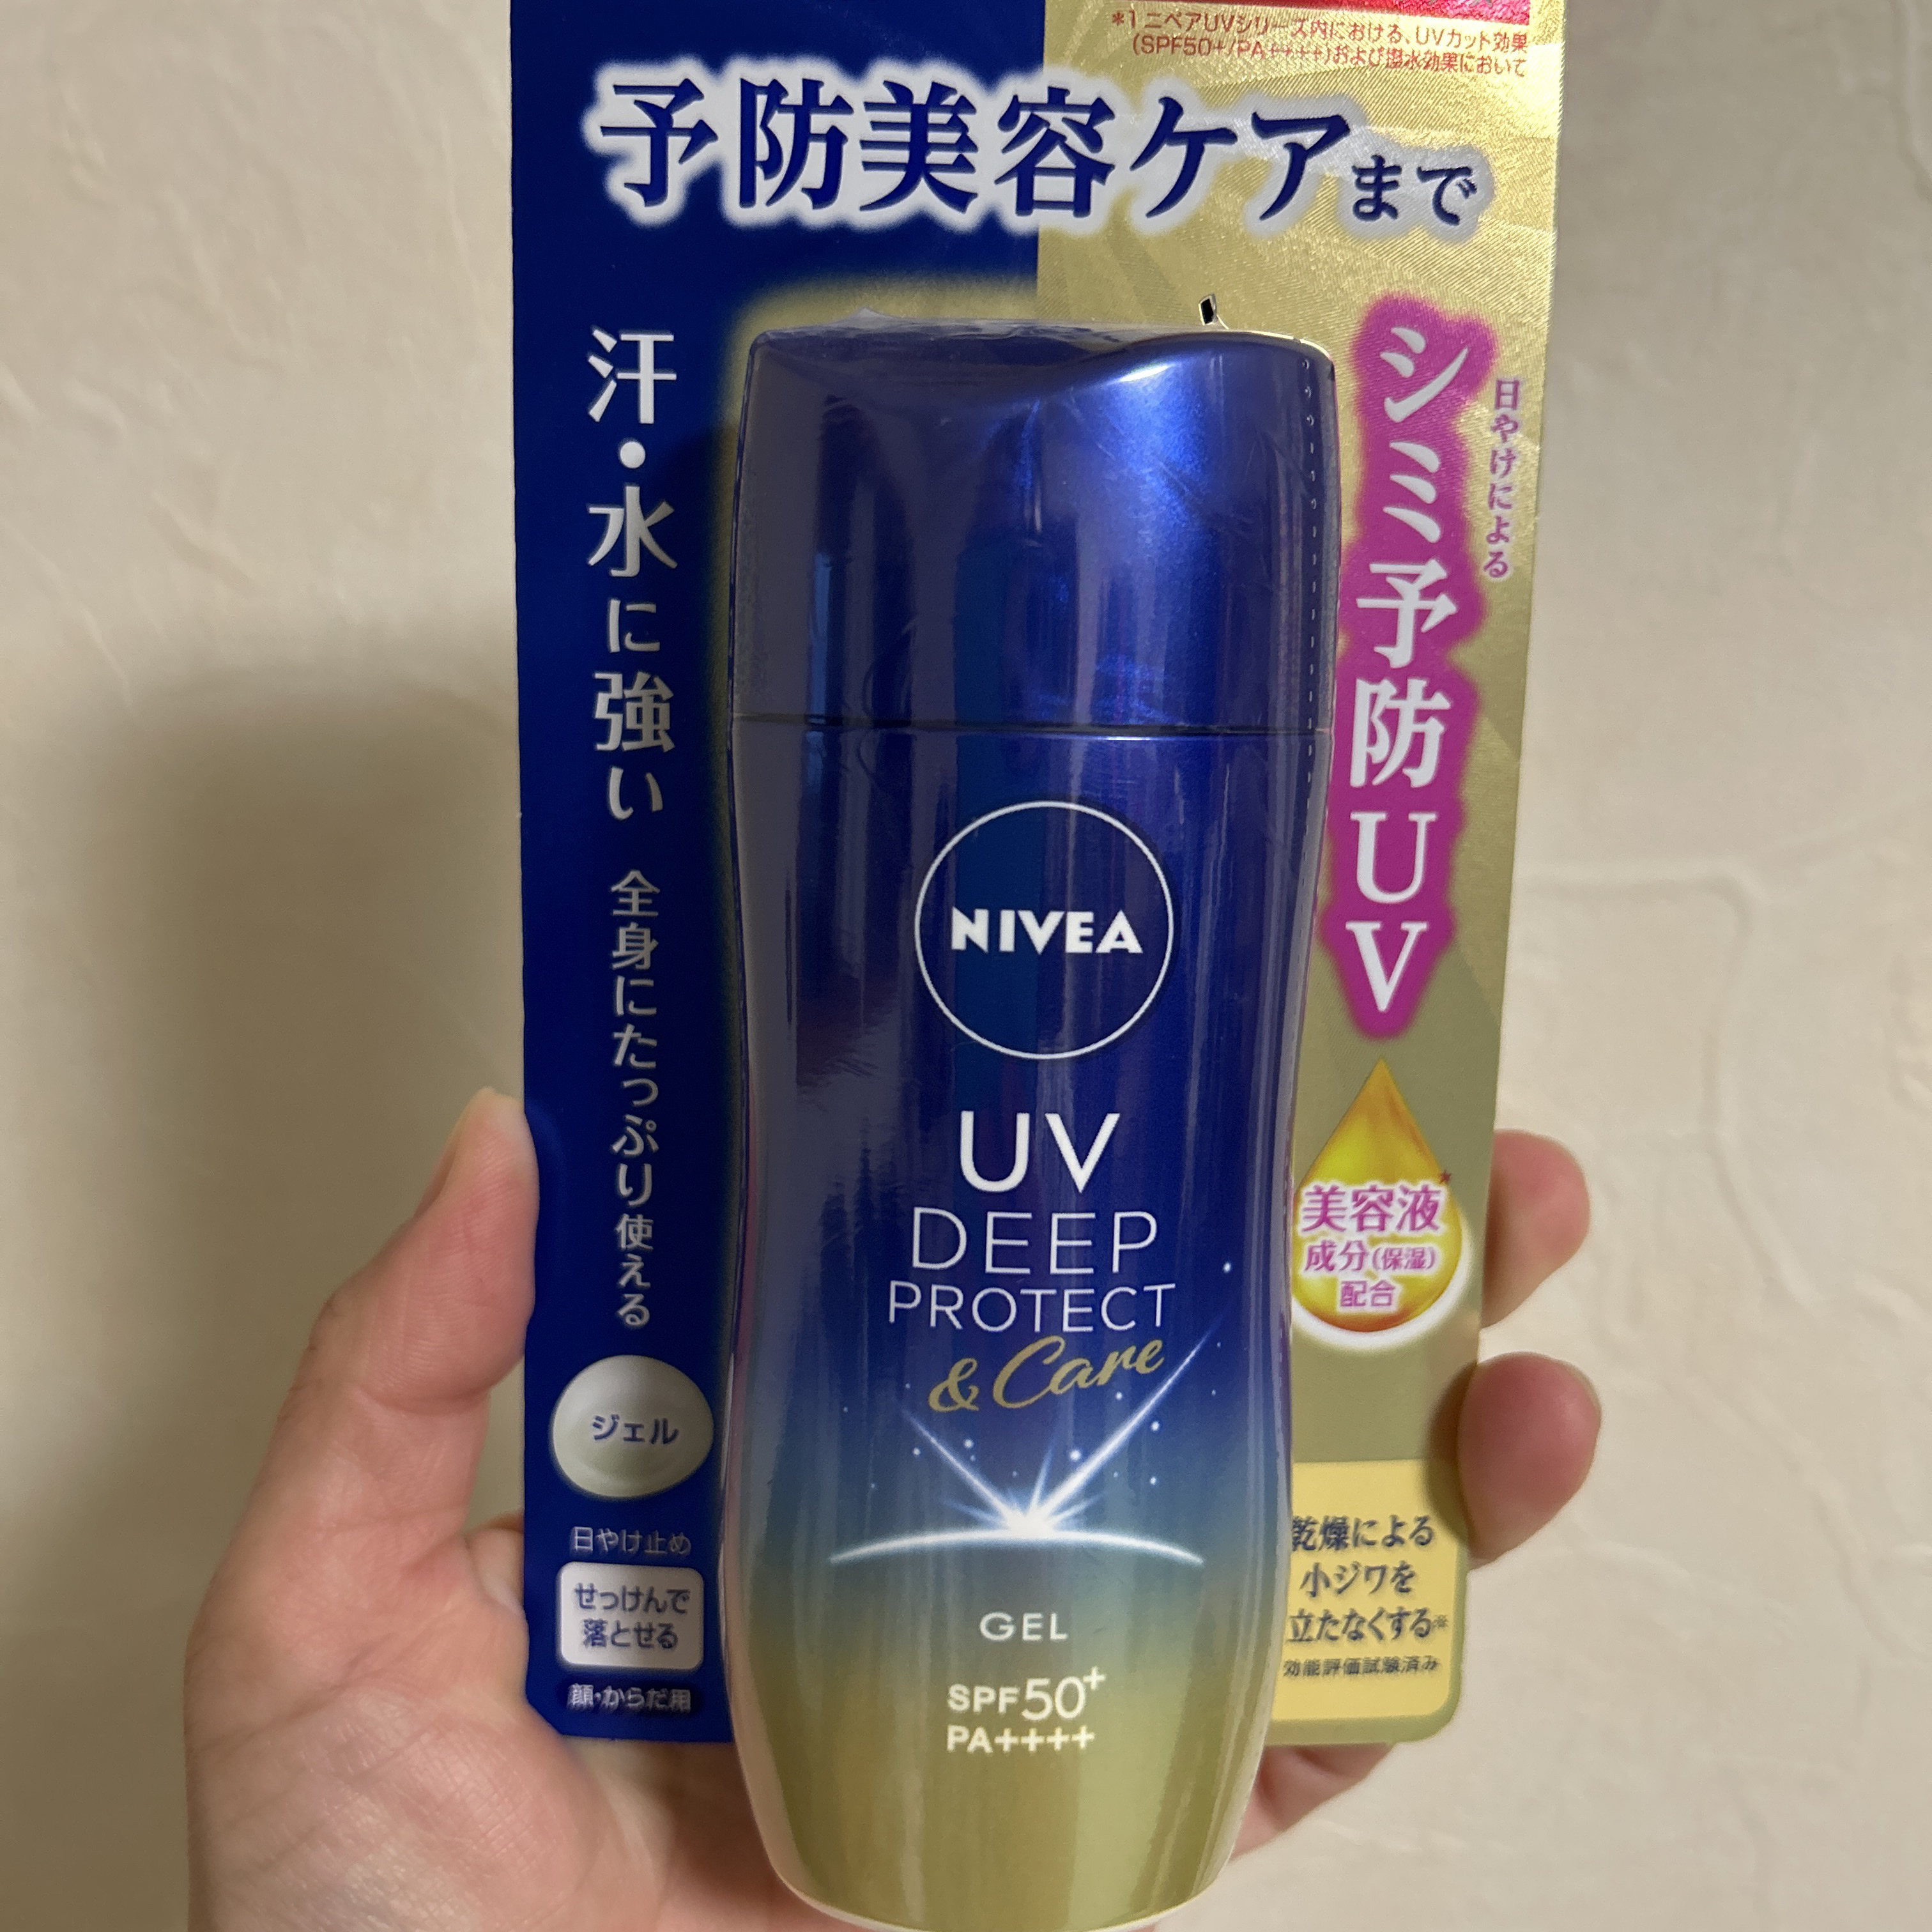 *1 ニベアUVシリーズ内における、UVカット効果
(SPF50+/PA++++)および撥水効果において
予防美容ケアまで
汗・水に強い
全身にたっぷり使える
ジェル
日やけ止め
せっけんで
落とせる
顔・からだ用
NIVEA
UV
DEEP
PROTECT
& Care
GEL
SPF50+
PA++++
日やけによる
シミ予防UV
美容液*
成分(保湿)
配合
乾燥による
小ジワを
立たなくする※
効能評価試験済み